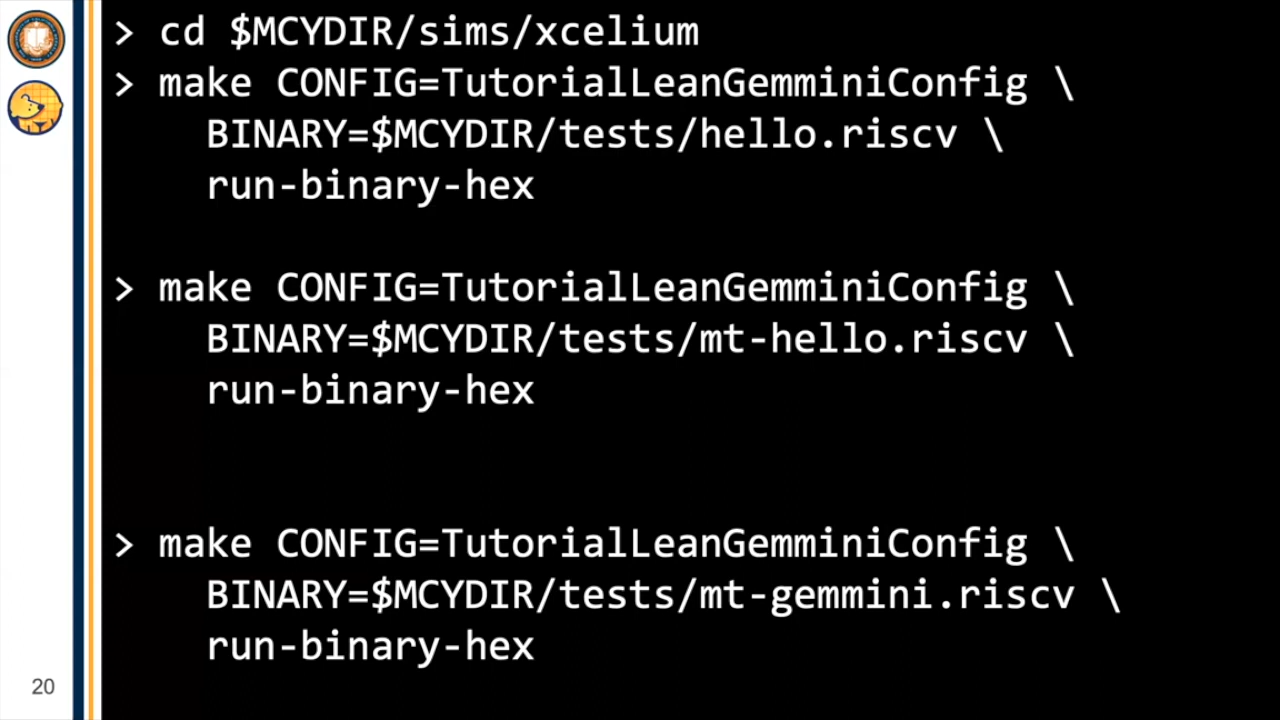 > cd $MCYDIR/sims/xcelium
> make CONFIG=TutorialLeanGemminiConfig \
BINARY=$MCYDIR/tests/hello.riscv \
run-binary-hex
> make CONFIG=TutorialLeanGemminiConfig \
BINARY=$MCYDIR/tests/mt-hello.riscv \
run-binary-hex
> make CONFIG=TutorialLeanGemminiConfig \
BINARY=$MCYDIR/tests/mt-gemmini.riscv \
run-binary-hex
20